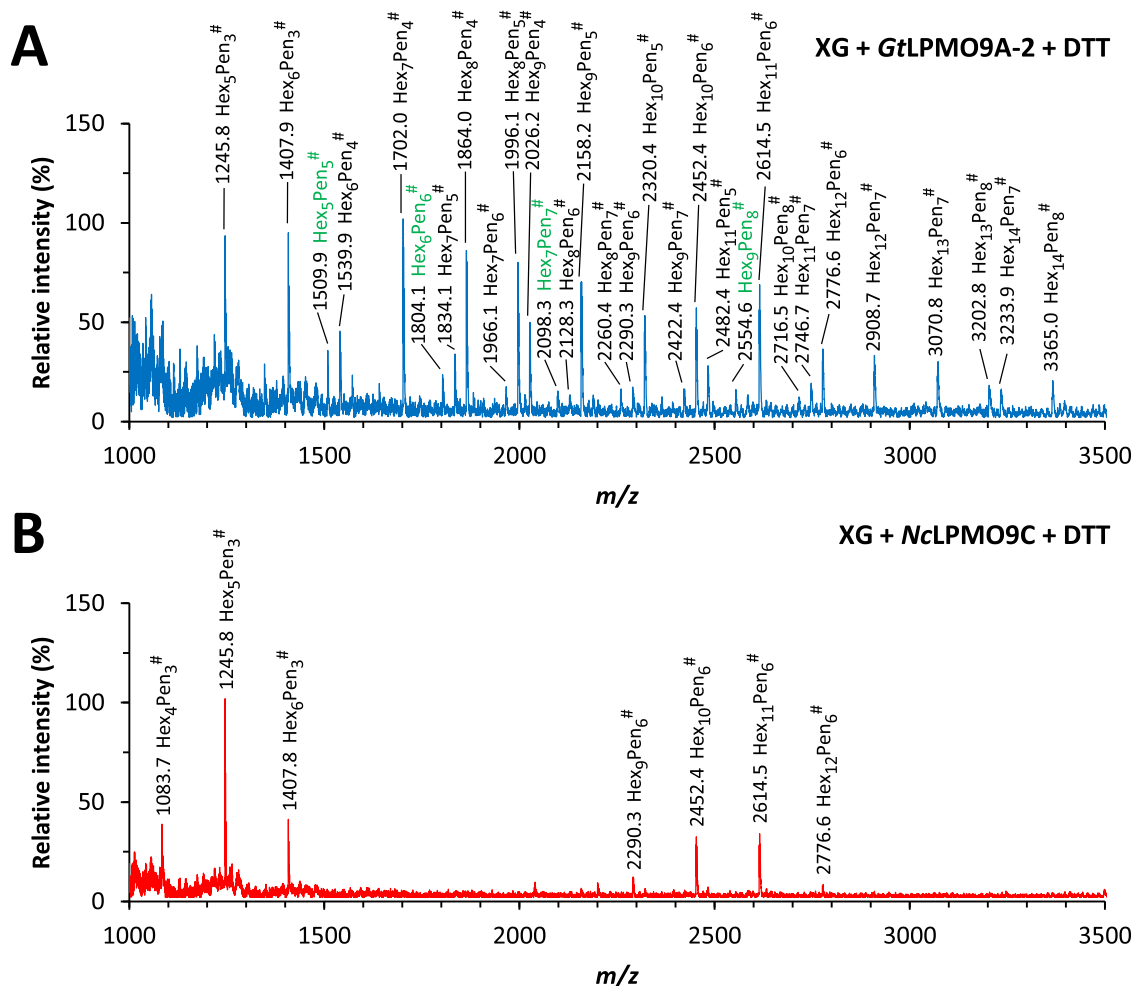 A
XG + GtLPMO9A-2 + DTT
1245.8 Hex5Pen3#
1407.9 Hex6Pen3#
1509.9 Hex5Pen5#
1539.9 Hex6Pen4#
1702.0 Hex7Pen4#
1804.1 Hex6Pen6#
1834.1 Hex7Pen5#
1864.0 Hex8Pen4#
1966.1 Hex7Pen6#
1996.1 Hex8Pen5#
2026.2 Hex9Pen4#
2098.3 Hex7Pen7#
2128.3 Hex8Pen6#
2158.2 Hex9Pen5#
2260.4 Hex8Pen7#
2290.3 Hex9Pen6#
2320.4 Hex10Pen5#
2422.4 Hex9Pen7#
2452.4 Hex10Pen6#
2482.4 Hex11Pen5#
2554.6 Hex9Pen8#
2614.5 Hex11Pen6#
2716.5 Hex10Pen8#
2746.7 Hex11Pen7#
2776.6 Hex12Pen6#
2908.7 Hex12Pen7#
3070.8 Hex13Pen7#
3202.8 Hex13Pen8#
3233.9 Hex14Pen7#
3365.0 Hex14Pen8#
Relative intensity (%)
150
100
50
0
1000 1500 2000 2500 3000 3500
m/z
B
XG + NcLPMO9C + DTT
1083.7 Hex4Pen3#
1245.8 Hex5Pen3#
1407.8 Hex6Pen3#
2290.3 Hex9Pen6#
2452.4 Hex10Pen6#
2614.5 Hex11Pen6#
2776.6 Hex12Pen6#
Relative intensity (%)
150
100
50
0
1000 1500 2000 2500 3000 3500
m/z